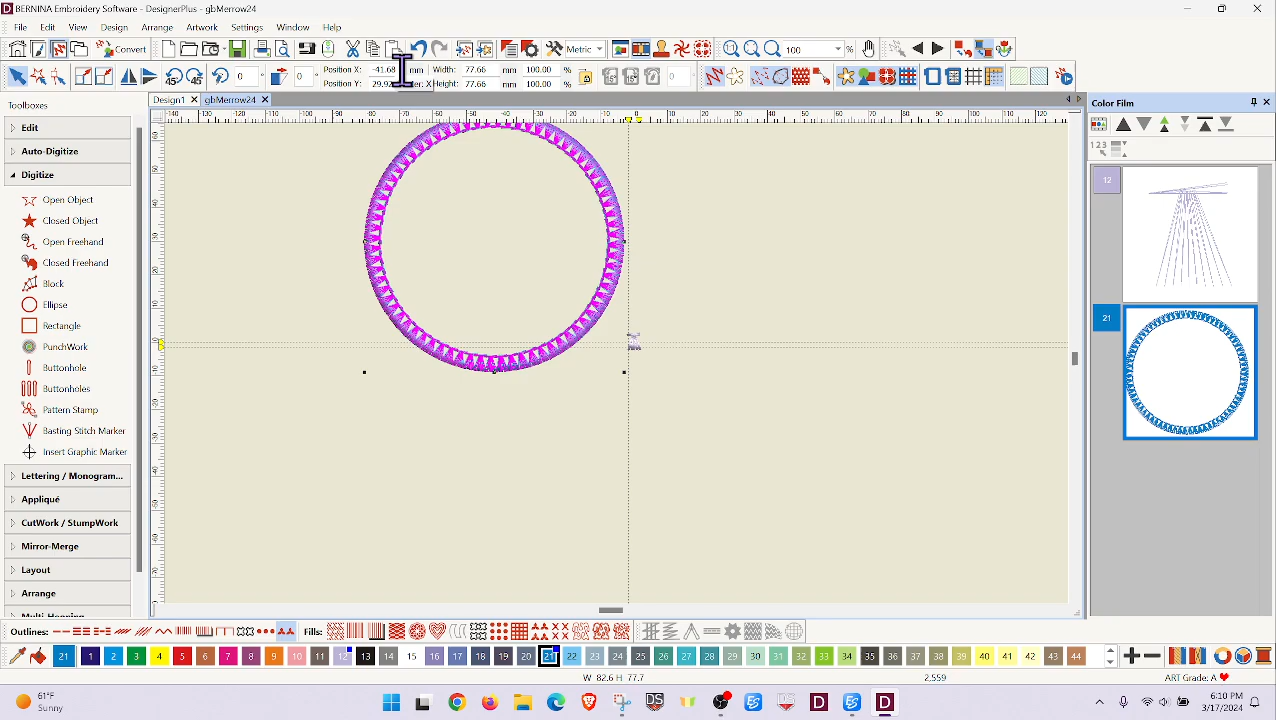 BERNINA Embroidery Software - DesignerPlus - gbMerrow24
File Edit View Design Arrange Settings Window Help
Convert Metric 100 %
0 Position X: -41.68 mm Width: 77.66 mm 100.00 % 0
Position Y: 29.92 Height: 77.66 mm 100.00 %
Toolboxes
Design1 gbMerrow24
Color Film
Edit
Auto-Digitize
Digitize
Open Object
Closed Object
Open Freehand
Closed Freehand
Block
Ellipse
Rectangle
PunchWork
Buttonhole
Buttonholes
Pattern Stamp
Basting Stitch Marker
Insert Graphic Marker
Lettering / Monogram...
Appliqué
CutWork / StumpWork
Mirror-Merge
Layout
Arrange
Multi-Hooping
12
21
Outlines: Fills:
21 1 2 3 4 5 6 7 8 9 10 11 12 13 14 15 16 17 18 19 20 21 22 23 24 25 26 27 28 29 30 31 32 33 34 35 36 37 38 39 40 41 42 43 44
W 82.6 H 77.7 2.559 ART Grade: A
61°F
Sunny
6:10 PM
3/17/2024